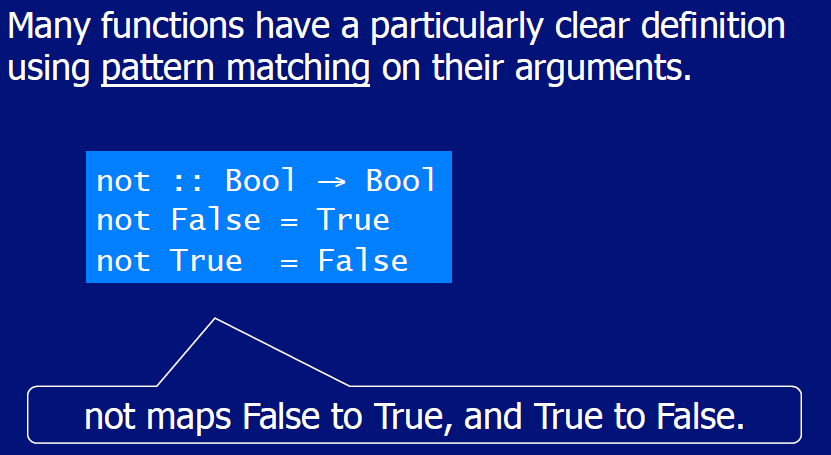 Many functions have a particularly clear definition
using pattern matching on their arguments.
not :: Bool → Bool
not False = True
not True  = False
not maps False to True, and True to False.